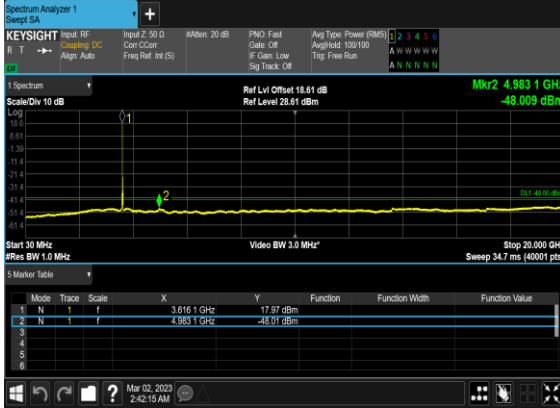 Spectrum Analyzer 1
Swept SA
+
KEYSIGHT
R T
LXI
Input: RF
Coupling: DC
Align: Auto
Input Z: 50 Ω
Corr CCorr
Freq Ref: Int (S)
#Atten: 20 dB
PNO: Fast
Gate: Off
IF Gain: Low
Sig Track: Off
Avg Type: Power (RMS)
Avg|Hold: 100/100
Trig: Free Run
1 2 3 4 5 6
A W W W W W
A N N N N N
1 Spectrum
Scale/Div 10 dB
Ref Lvl Offset 18.61 dB
Ref Level 28.61 dBm
Mkr2 4.983 1 GHz
-48.009 dBm
Log
18.6
8.61
-1.39
-11.4
-21.4
-31.4
-41.4
-51.4
-61.4
1
2
DL1 -40.00 dBm
Start 30 MHz
#Res BW 1.0 MHz
Video BW 3.0 MHz*
Stop 20.000 GHz
Sweep 34.7 ms (40001 pts)
5 Marker Table
Mode Trace Scale X Y Function Function Width Function Value
1 N 1 f 3.616 1 GHz 17.97 dBm
2 N 1 f 4.983 1 GHz -48.01 dBm
3
4
5
6
?
Mar 02, 2023
2:42:15 AM